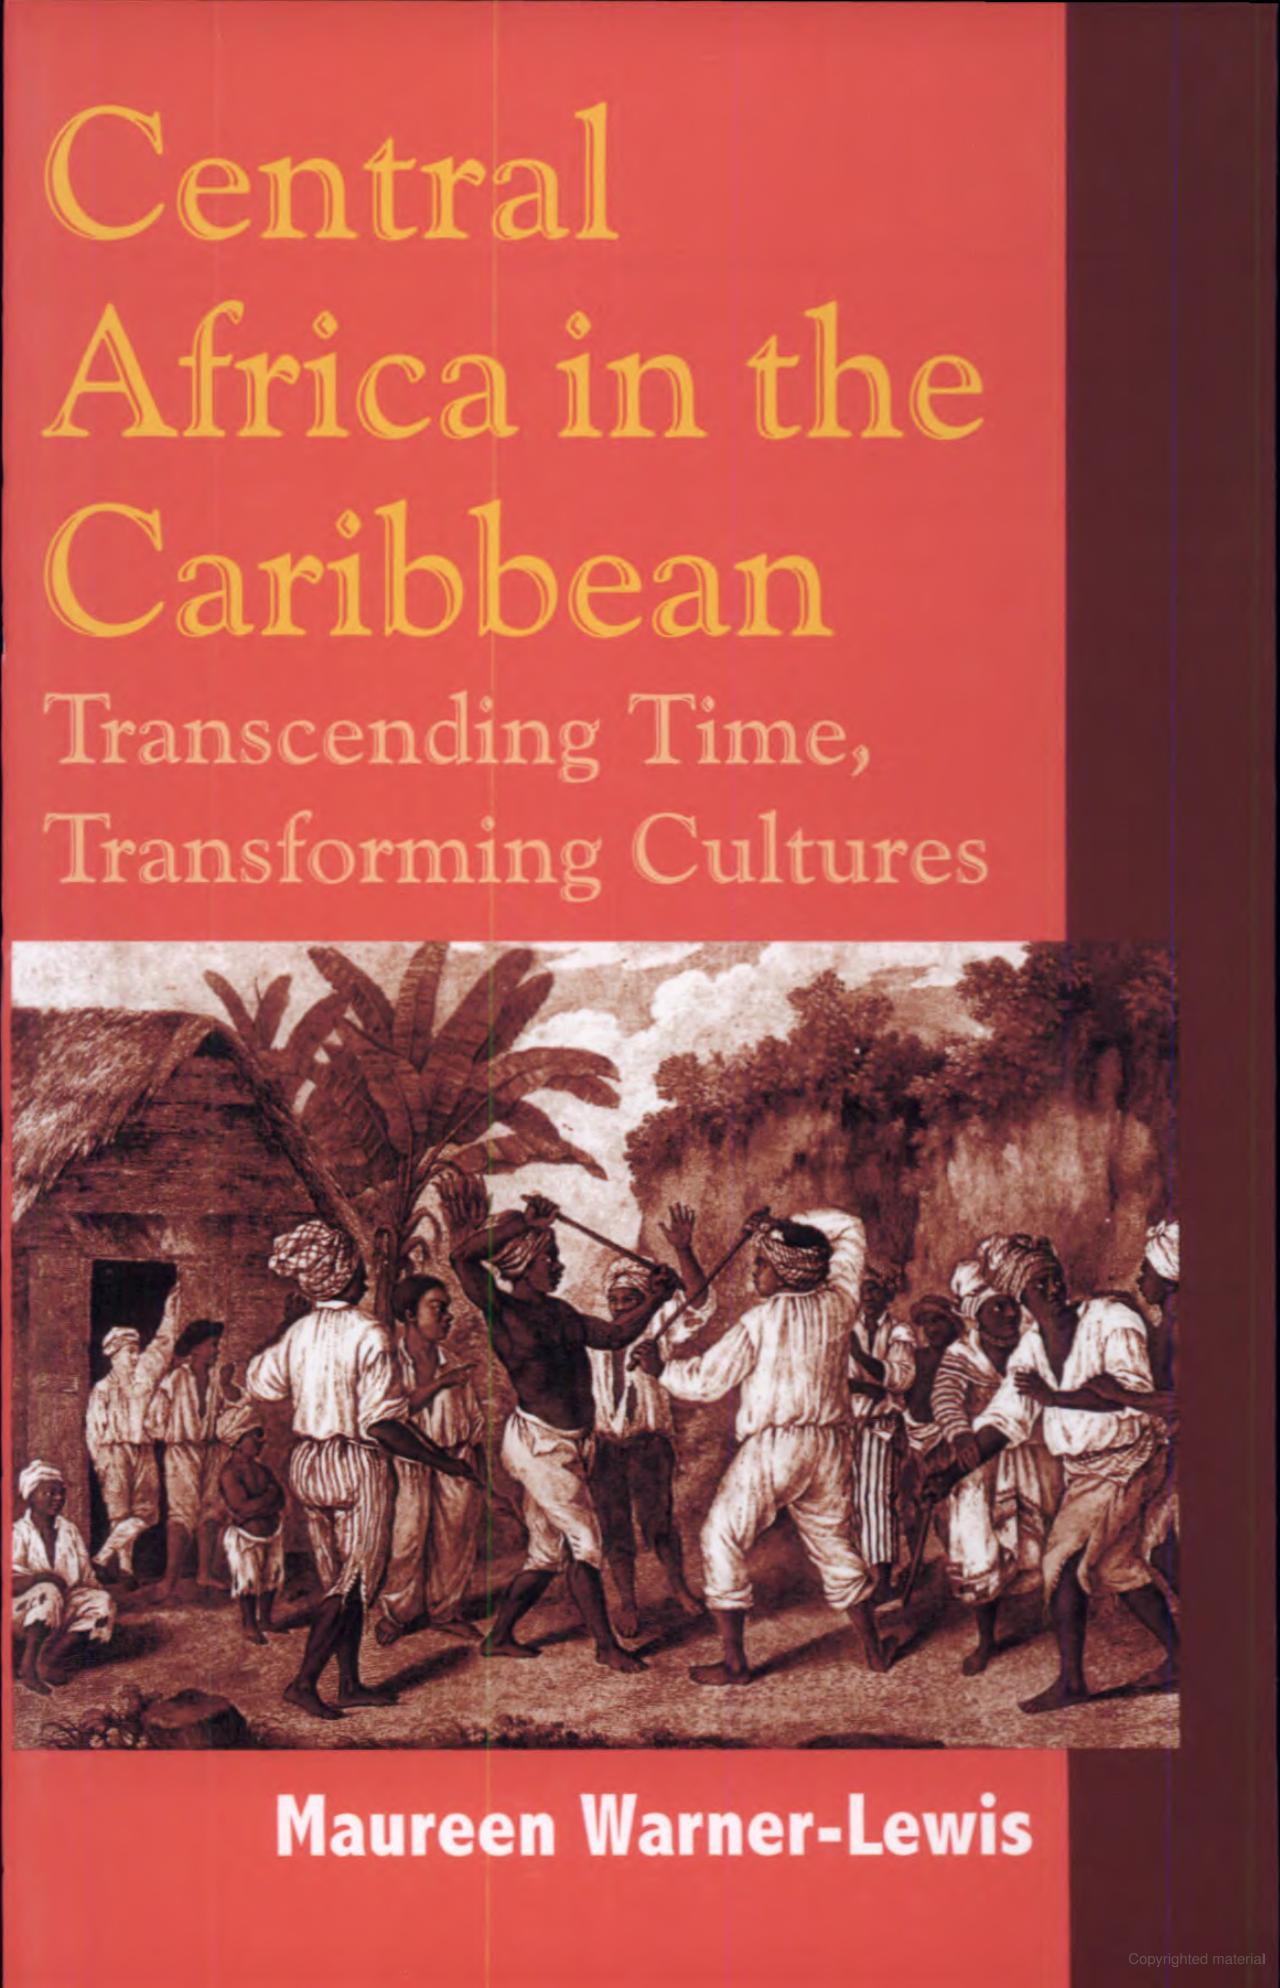 Central
Africa in the
Caribbean
Transcending Time,
Transforming Cultures
Maureen Warner-Lewis
Copyrighted material